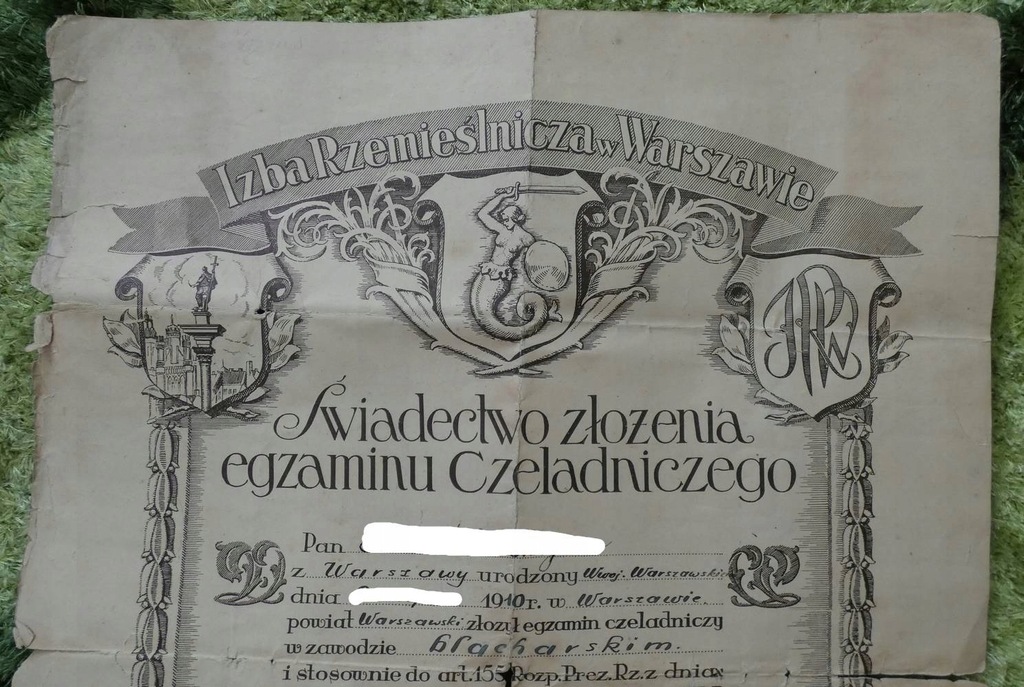 Izba Rzemieślnicza w Warszawie
IRW
Świadectwo złożenia
egzaminu Czeladniczego
Pan
z Warszawy urodzony Woj. Warszawski
dnia 1910 r. w Warszawie.
powiat Warszawski złożył egzamin czeladniczy
w zawodzie blacharskim.
i stosownie do art. 155 Rozp. Prez. Rz. z dnia